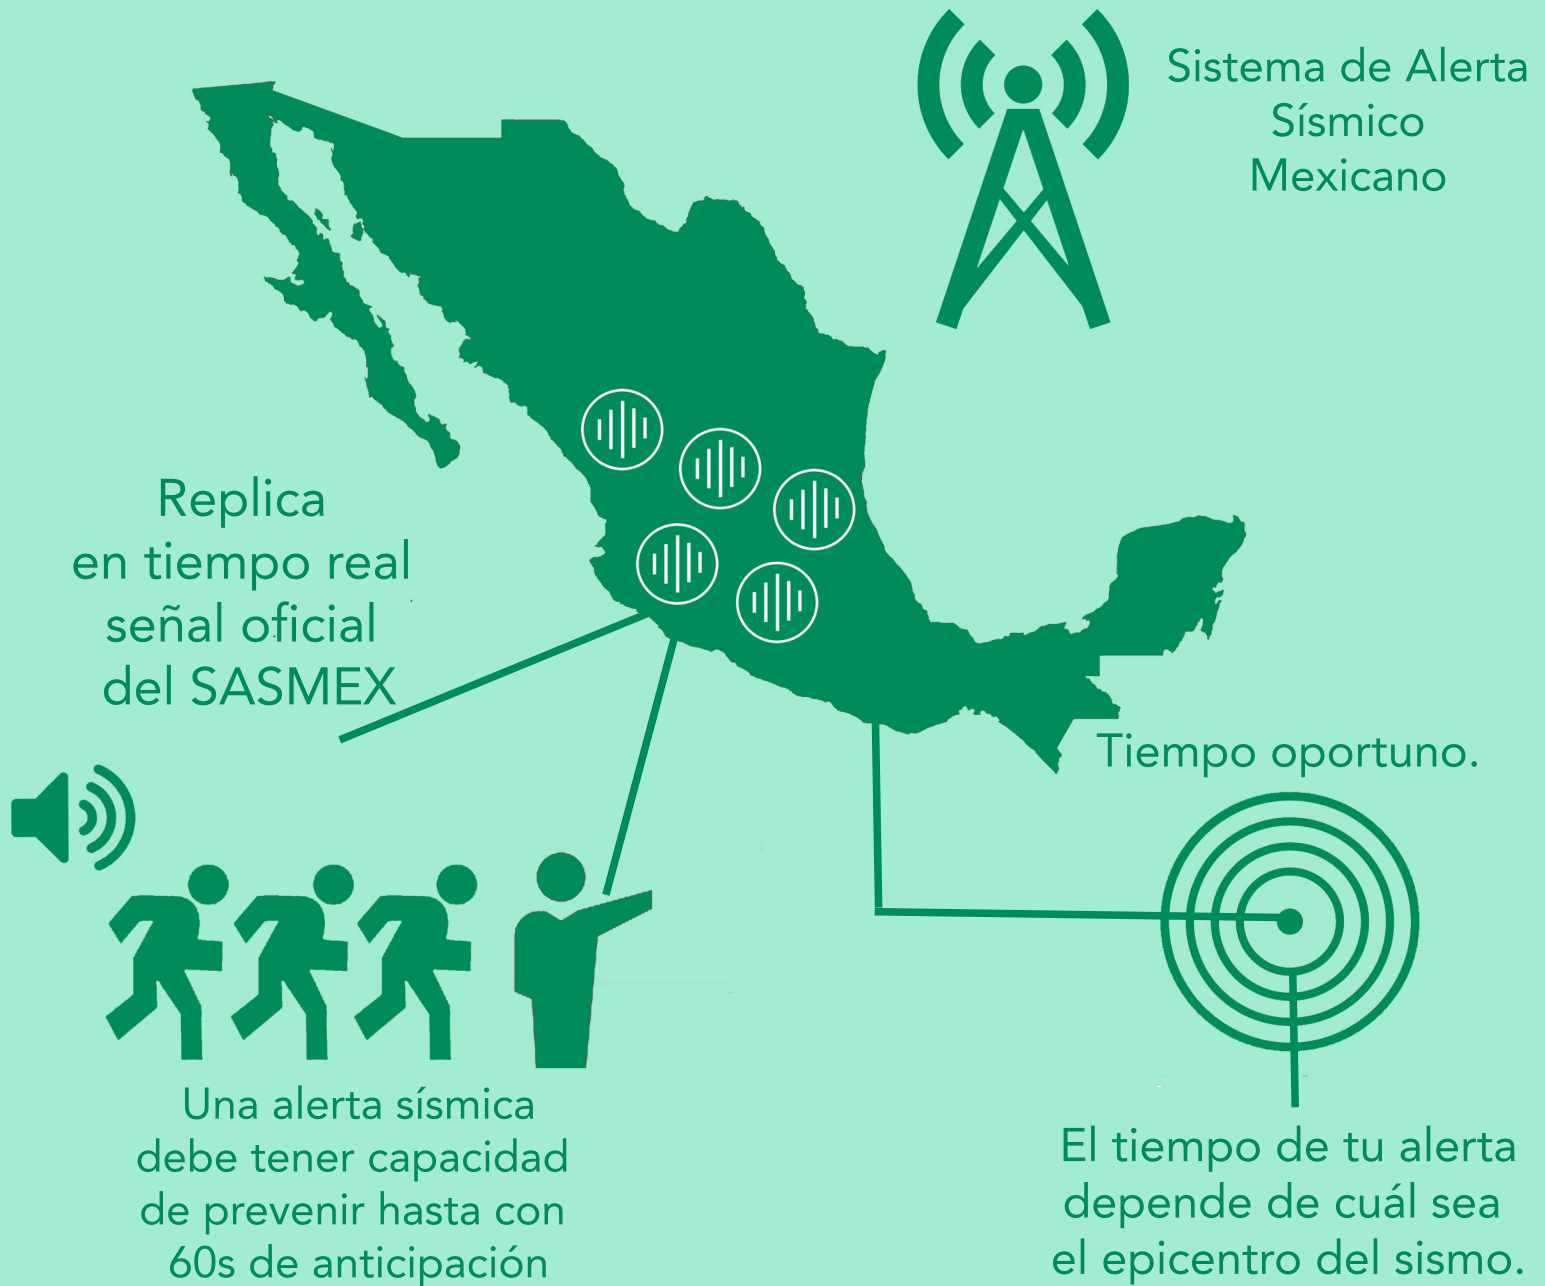 Sistema de Alerta
Sísmico
Mexicano
Replica
en tiempo real
señal oficial
del SASMEX
Tiempo oportuno.
Una alerta sísmica
debe tener capacidad
de prevenir hasta con
60s de anticipación
El tiempo de tu alerta
depende de cuál sea
el epicentro del sismo.